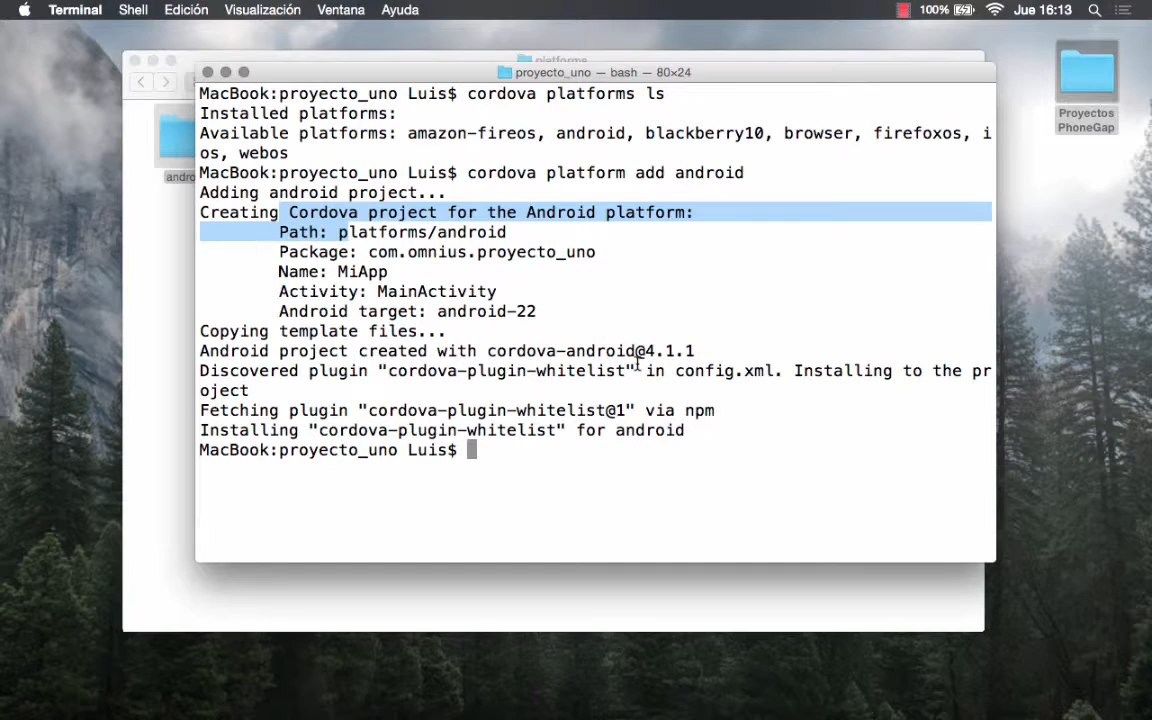 Terminal Shell Edición Visualización Ventana Ayuda 100% Jue 16:13
platforms
proyecto_uno — bash — 80×24
MacBook:proyecto_uno Luis$ cordova platforms ls
Installed platforms:
Available platforms: amazon-fireos, android, blackberry10, browser, firefoxos, i
os, webos
MacBook:proyecto_uno Luis$ cordova platform add android
Adding android project...
Creating Cordova project for the Android platform:
Path: platforms/android
Package: com.omnius.proyecto_uno
Name: MiApp
Activity: MainActivity
Android target: android-22
Copying template files...
Android project created with cordova-android@4.1.1
Discovered plugin "cordova-plugin-whitelist" in config.xml. Installing to the pr
oject
Fetching plugin "cordova-plugin-whitelist@1" via npm
Installing "cordova-plugin-whitelist" for android
MacBook:proyecto_uno Luis$
andro
Proyectos
PhoneGap